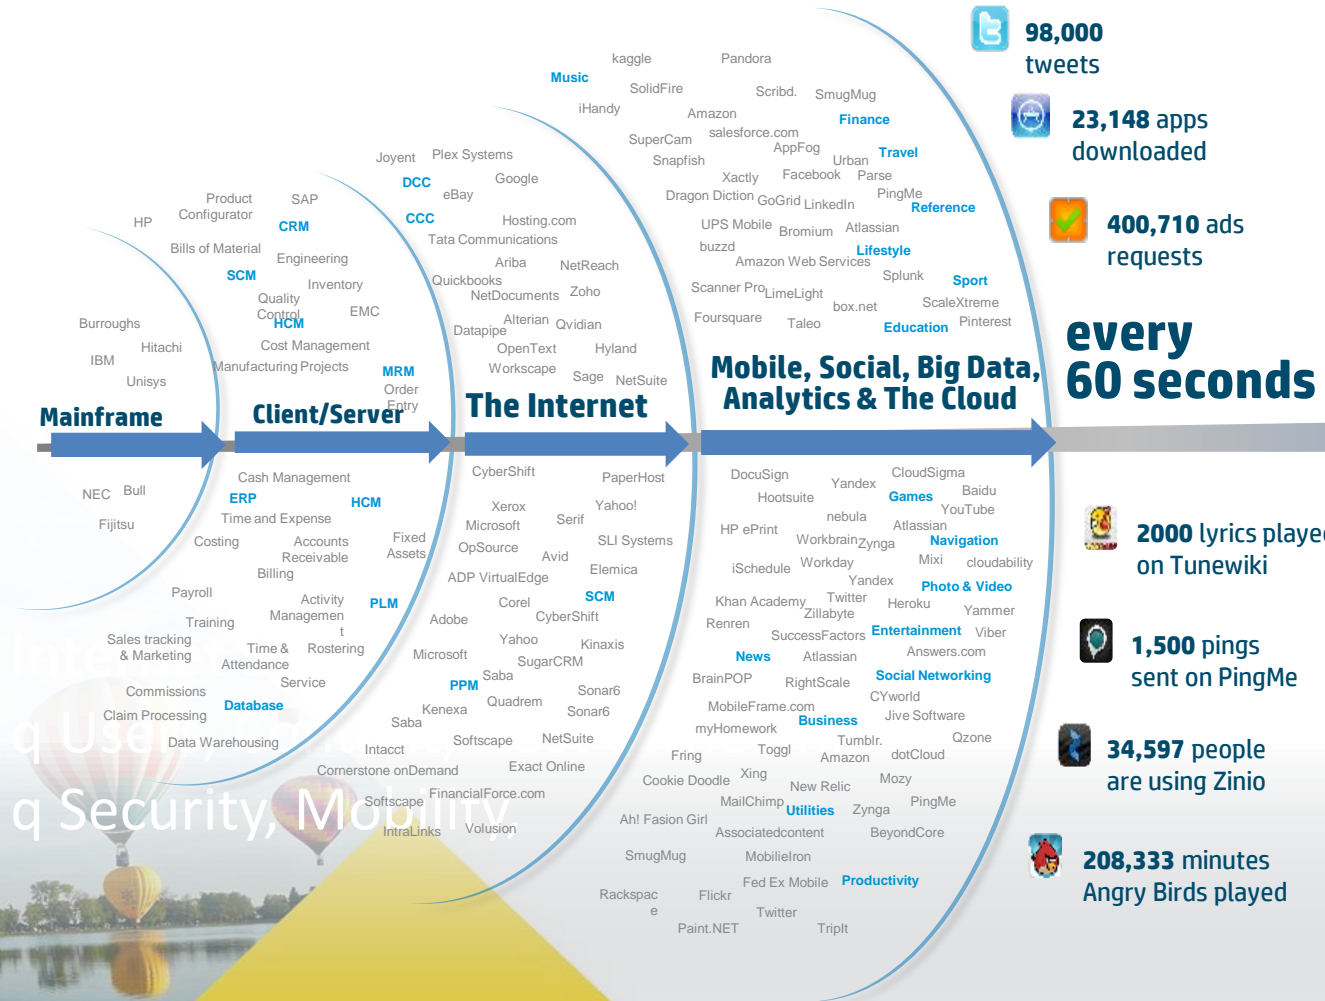 98,000
tweets
23,148 apps
downloaded
400,710 ads
requests
every
60 seconds
2000 lyrics playe
on Tunewiki
1,500 pings
sent on PingMe
34,597 people
are using Zinio
208,333 minutes
Angry Birds played
Mainframe
HP
Burroughs
Hitachi
IBM
Unisys
NEC Bull
Fijitsu
Client/Server
Product
Configurator
SAP
CRM
Bills of Material
Engineering
SCM
Inventory
Quality
Control
HCM
EMC
Cost Management
Manufacturing Projects
MRM
Order
Entry
Cash Management
ERP
HCM
Time and Expense
Costing
Accounts
Receivable
Fixed
Assets
Billing
Payroll
Activity
Managemen
t
PLM
Training
Sales tracking
& Marketing
Time &
Attendance
Rostering
Service
Commissions
Database
Claim Processing
Data Warehousing
The Internet
Joyent
Plex Systems
DCC
eBay
Google
CCC
Hosting.com
Tata Communications
Ariba
NetReach
Quickbooks
NetDocuments
Zoho
Alterian
Qvidian
Datapipe
OpenText
Hyland
Workscape
Sage
NetSuite
CyberShift
PaperHost
Xerox
Yahoo!
Microsoft
Serif
SLI Systems
OpSource
Avid
Elemica
ADP VirtualEdge
SCM
Corel
CyberShift
Adobe
Yahoo
Kinaxis
Microsoft
SugarCRM
Saba
PPM
Sonar6
Quadrem
Kenexa
Sonar6
Saba
Softscape
NetSuite
Intacct
Cornerstone onDemand
Exact Online
FinancialForce.com
Softscape
IntraLinks
Volusion
Mobile, Social, Big Data,
Analytics & The Cloud
kaggle
Pandora
Music
SolidFire
Scribd.
SmugMug
iHandy
Amazon
Finance
SuperCam
salesforce.com
AppFog
Travel
Snapfish
Urban
Xactly
Facebook
Parse
Dragon Diction
GoGrid
LinkedIn
PingMe
Reference
UPS Mobile
Bromium
Atlassian
buzzd
Lifestyle
Amazon Web Services
Splunk
Sport
Scanner Pro
LimeLight
box.net
ScaleXtreme
Foursquare
Taleo
Education
Pinterest
DocuSign
CloudSigma
Yandex
Hootsuite
Games
Baidu
YouTube
nebula
Atlassian
HP ePrint
Workbrain
Zynga
Navigation
iSchedule
Workday
Mixi
cloudability
Yandex
Photo & Video
Khan Academy
Twitter
Heroku
Yammer
Zillabyte
Renren
SuccessFactors
Entertainment
Viber
News
Atlassian
Answers.com
BrainPOP
RightScale
Social Networking
CYworld
MobileFrame.com
Business
Jive Software
myHomework
Tumblr.
Qzone
Fring
Toggl
Amazon
dotCloud
Cookie Doodle
Xing
New Relic
Mozy
MailChimp
Utilities
Zynga
PingMe
Ah! Fasion Girl
Associatedcontent
BeyondCore
SmugMug
MobilieIron
Fed Ex Mobile
Productivity
Rackspac
e
Flickr
Twitter
Paint.NET
TripIt
q User,
q Security, Mobility,